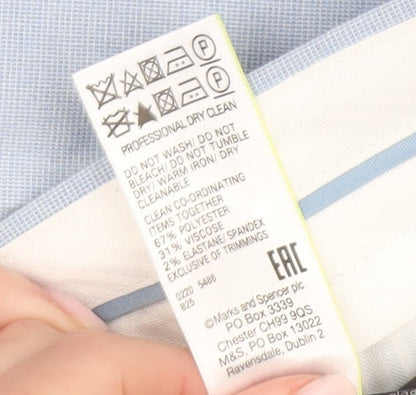 P
P
PROFESSIONAL DRY CLEAN
DO NOT WASH/ DO NOT
BLEACH/ DO NOT TUMBLE
DRY/ WARM IRON/ DRY
CLEANABLE
CLEAN CO-ORDINATING
ITEMS TOGETHER
67% POLYESTER
31% VISCOSE
2% ELASTANE/ SPANDEX
EXCLUSIVE OF TRIMMINGS
EAC
0220 5486
825
©Marks and Spencer plc
PO Box 3339
Chester CH99 9QS
M&S, PO Box 13022
Ravensdale, Dublin 2